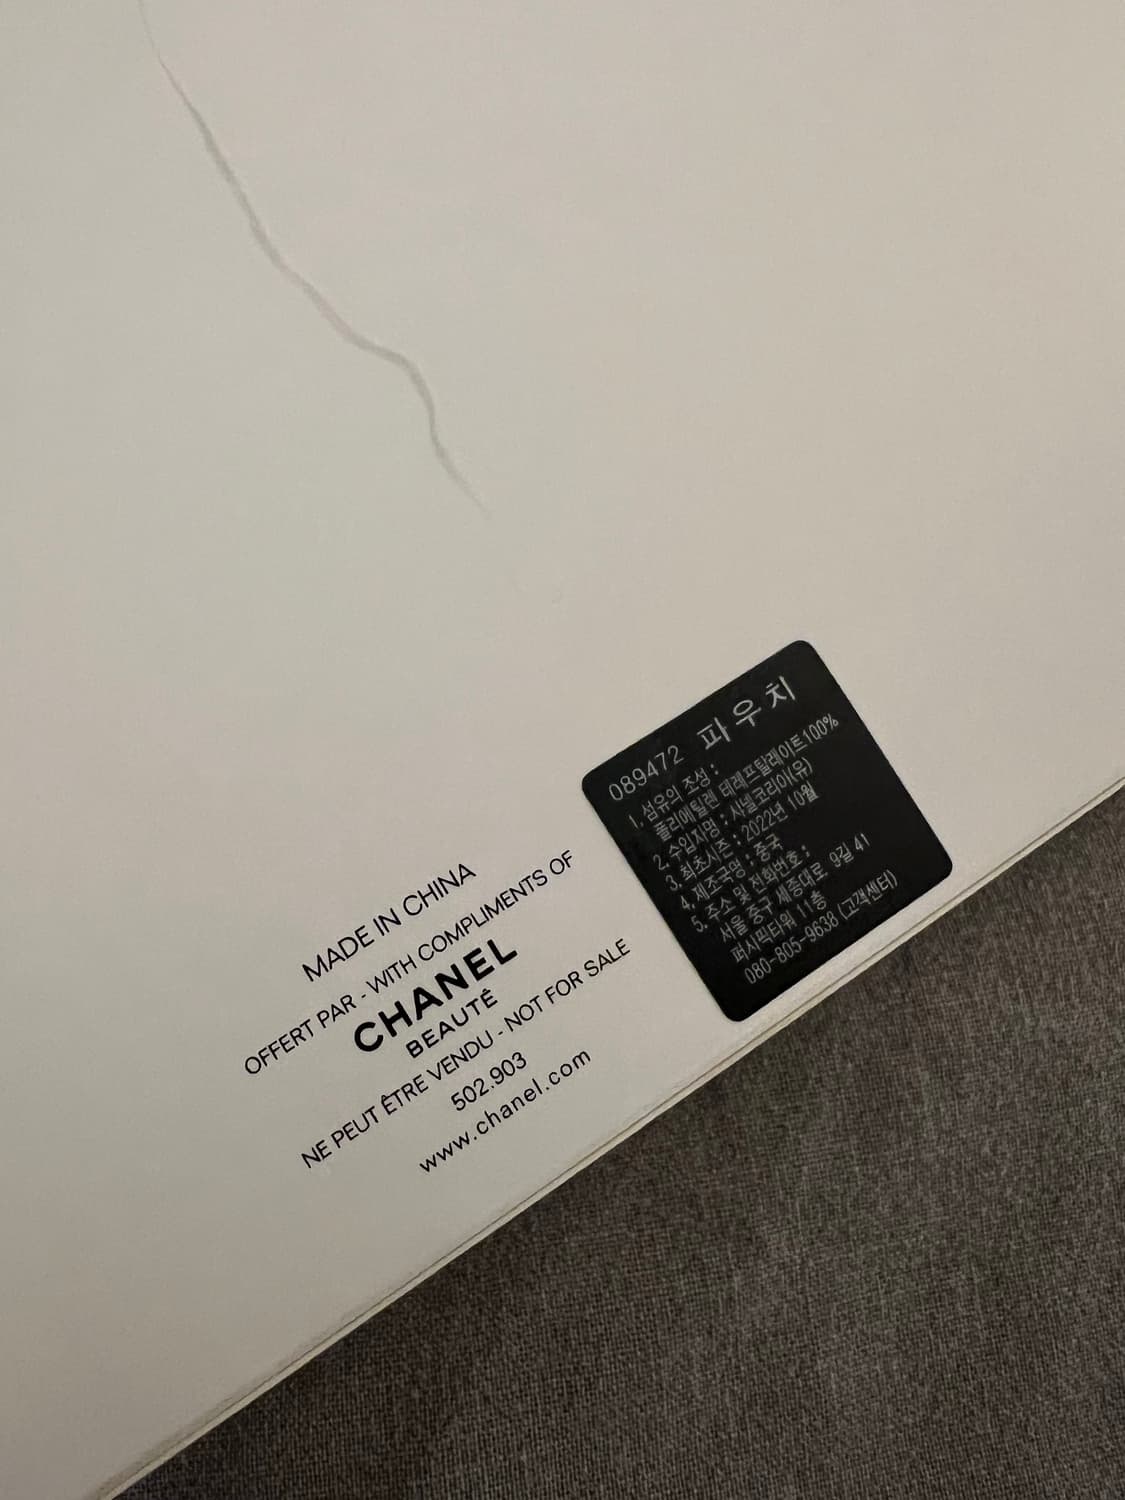 MADE IN CHINA
OFFERT PAR - WITH COMPLIMENTS OF
CHANEL
BEAUTÉ
NE PEUT ÊTRE VENDU - NOT FOR SALE
502.903
www.chanel.com
089472 파우치
1. 섬유의 조성 :
폴리에틸렌 테레프탈레이트100%
2. 수입자명 : 샤넬코리아(유)
3. 최초시즌 : 2022년 10월
4. 제조국명 : 중국
5. 주소 및 전화번호 :
서울 중구 세종대로 9길 41
퍼시픽타워 11층
080-805-9638 (고객센터)